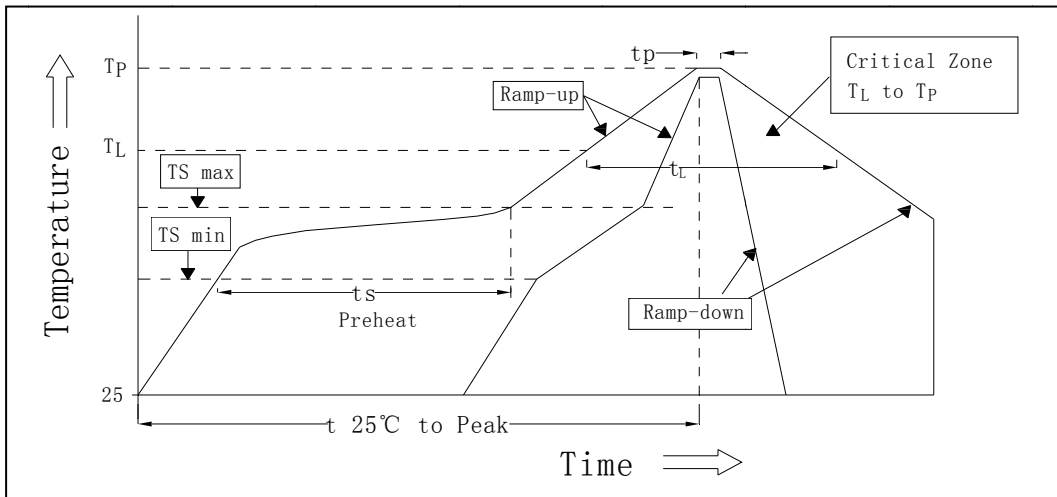 tp
Critical Zone
TL to TP
TP
Ramp-up
TL
TS max
tL
TS min
ts
Preheat
Ramp-down
25
t 25℃ to Peak
Temperature
Time